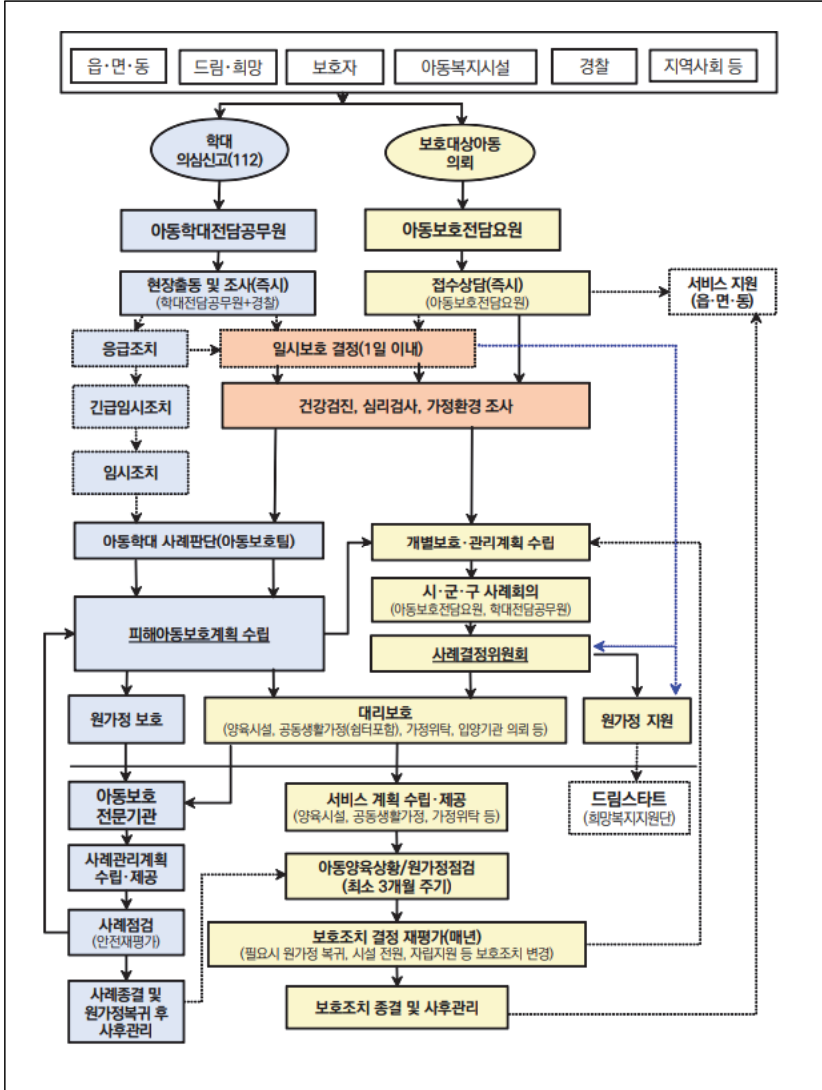 읍·면·동
드림·희망
보호자
아동복지시설
경찰
지역사회 등
학대
의심신고(112)
보호대상아동
의뢰
아동학대전담공무원
아동보호전담요원
현장출동 및 조사(즉시)
(학대전담공무원+경찰)
접수상담(즉시)
(아동보호전담요원)
서비스 지원
(읍·면·동)
응급조치
일시보호 결정(1일 이내)
긴급임시조치
건강검진, 심리검사, 가정환경 조사
임시조치
아동학대 사례판단(아동보호팀)
개별보호·관리계획 수립
시·군·구 사례회의
(아동보호전담요원, 학대전담공무원)
피해아동보호계획 수립
사례결정위원회
원가정 보호
대리보호
(양육시설, 공동생활가정(쉼터포함), 가정위탁, 입양기관 의뢰 등)
원가정 지원
아동보호
전문기관
서비스 계획 수립·제공
(양육시설, 공동생활가정, 가정위탁 등)
드림스타트
(희망복지지원단)
사례관리계획
수립·제공
아동양육상황/원가정점검
(최소 3개월 주기)
사례점검
(안전재평가)
보호조치 결정 재평가(매년)
(필요시 원가정 복귀, 시설 전원, 자립지원 등 보호조치 변경)
사례종결 및
원가정복귀 후
사후관리
보호조치 종결 및 사후관리